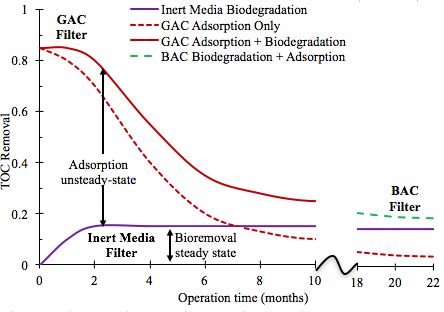 1
0.8
0.6
0.4
0.2
0
TOC Removal
GAC
Filter
Inert Media Biodegradation
GAC Adsorption Only
GAC Adsorption + Biodegradation
BAC Biodegradation + Adsorption
Adsorption
unsteady-state
Inert Media
Filter
Bioremoval
steady state
BAC
Filter
0 2 4 6 8 10 18 20 22
Operation time (months)